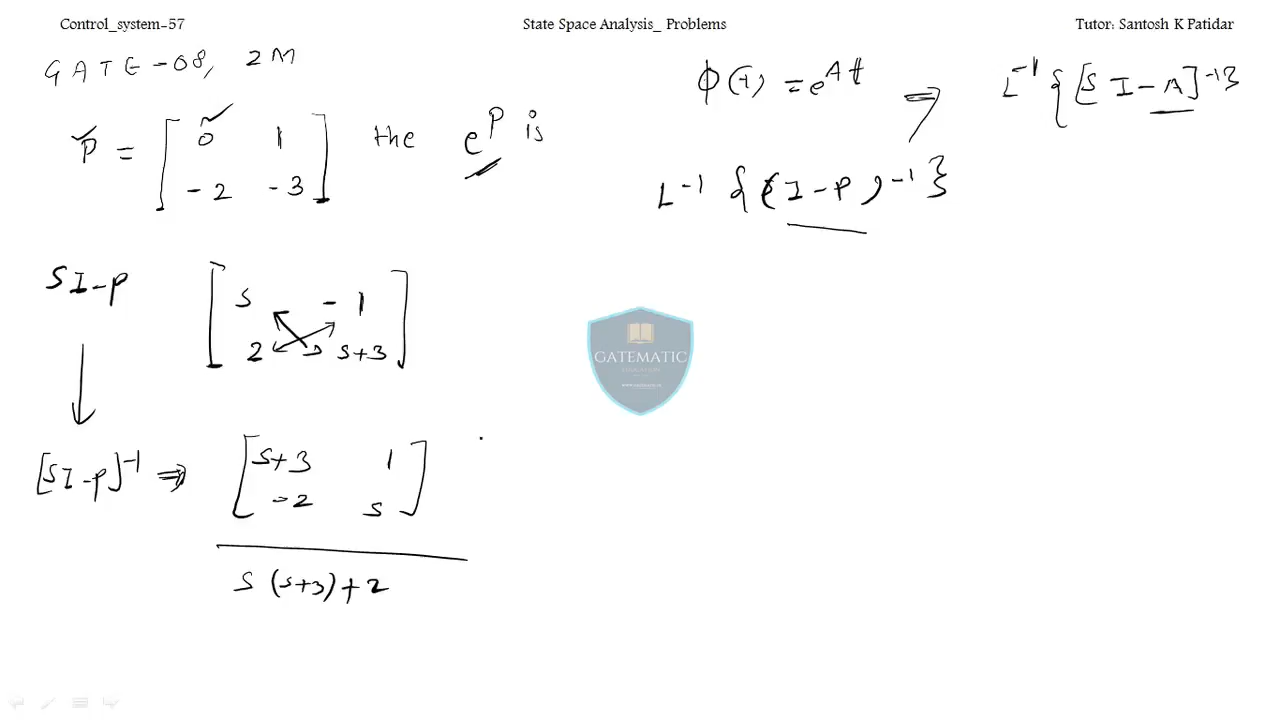 Control_system-57 State Space Analysis_ Problems Tutor: Santosh K Patidar
GATE-08, 2M
P = [ 0 1
-2 -3 ] the e^P is
φ(t) = e^At ⇒ L^-1 {[SI-A]^-1}
L^-1 {(I-P)^-1}
SI-P [ s -1
2 s+3 ]
[SI-P]^-1 ⇒ [ s+3 1
-2 s ]
s(s+3)+2
GATEMATIC
EDUCATION